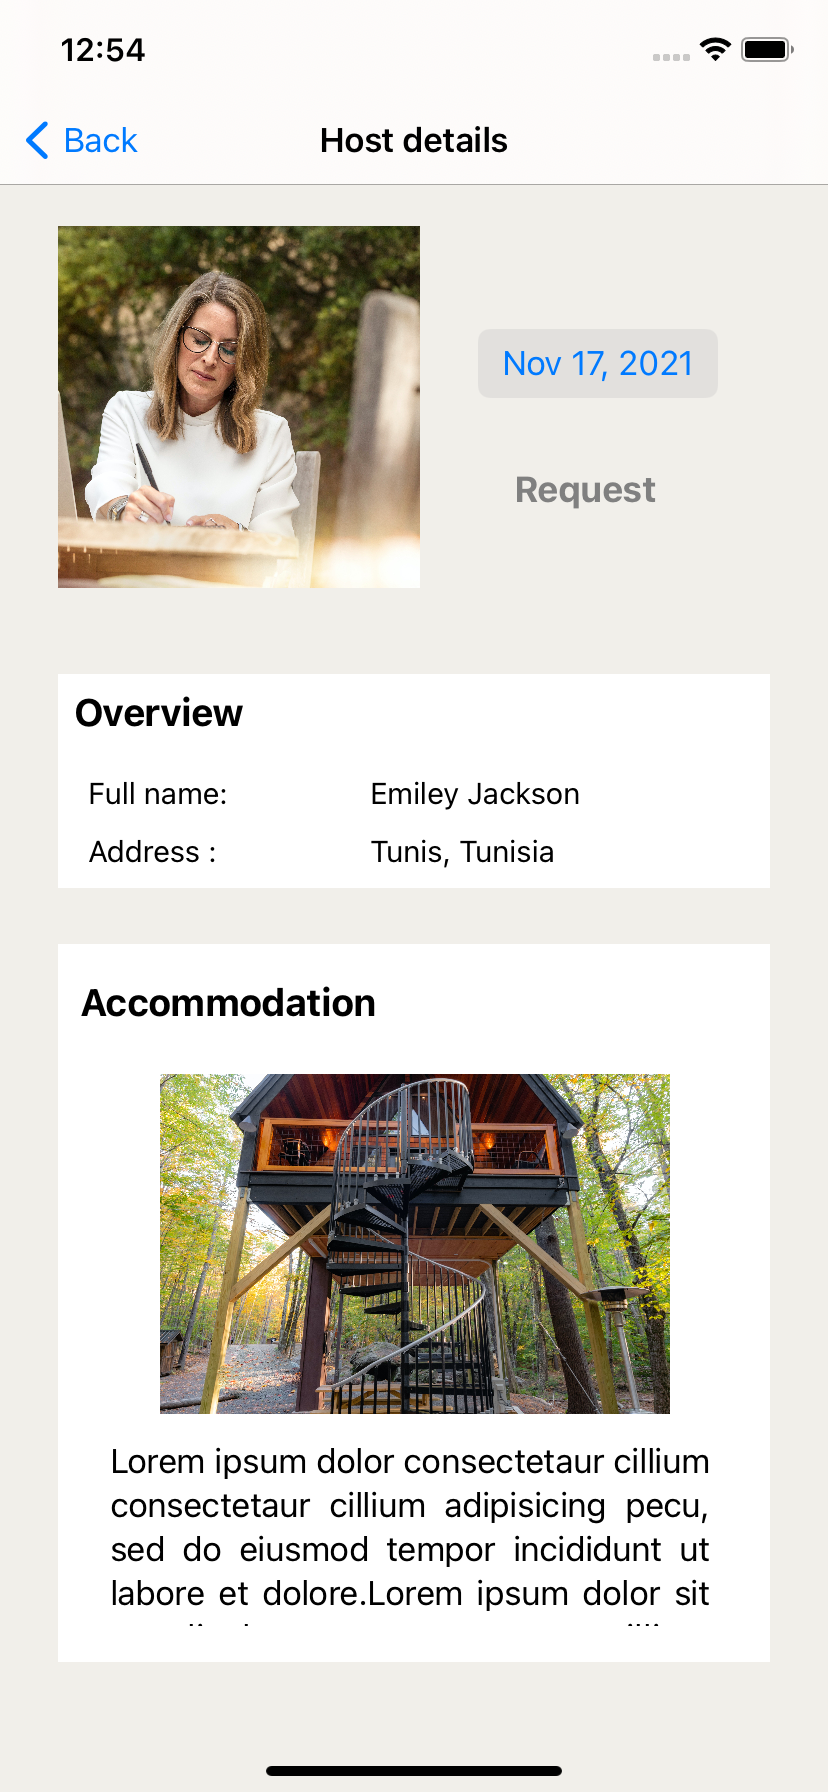 12:54
Back
Host details
Nov 17, 2021
Request
Overview
Full name:
Emiley Jackson
Address :
Tunis, Tunisia
Accommodation
Lorem ipsum dolor consectetaur cillium
consectetaur cillium adipisicing pecu,
sed do eiusmod tempor incididunt ut
labore et dolore.Lorem ipsum dolor sit